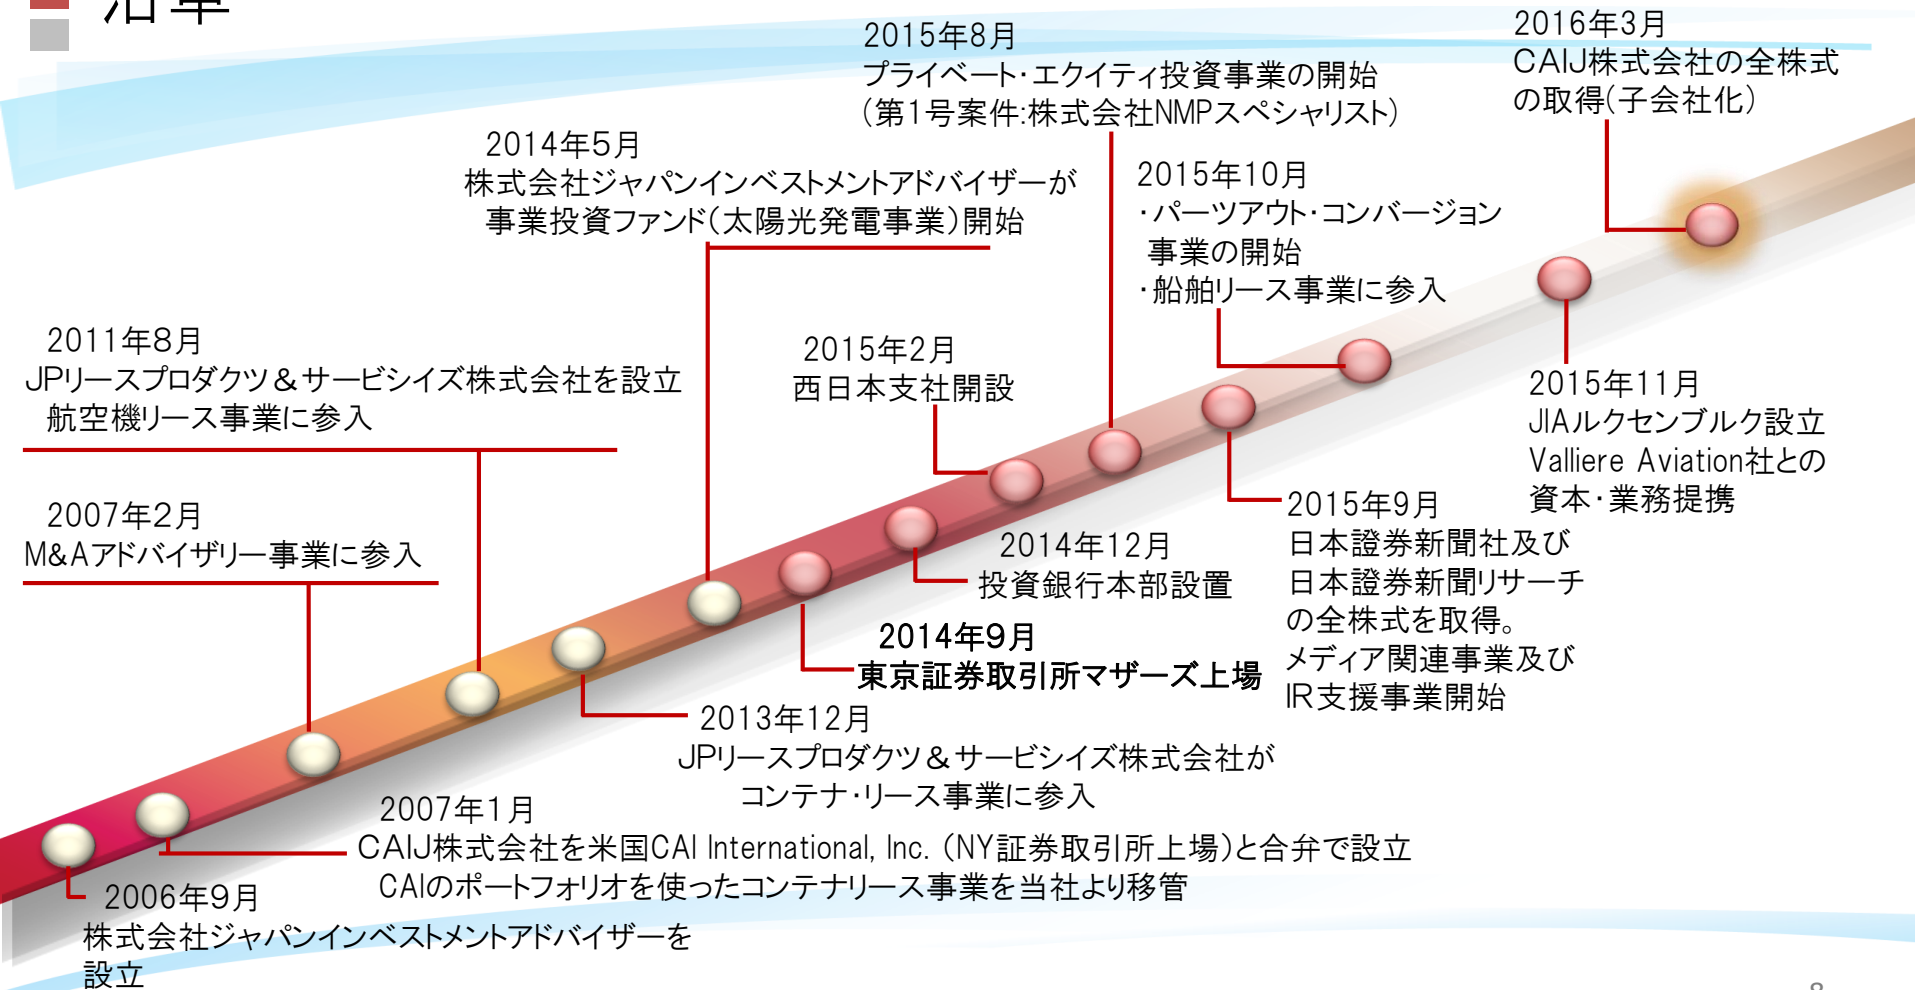 沿革
2016年3月
CAIJ株式会社の全株式
の取得(子会社化)
2015年8月
プライベート・エクイティ投資事業の開始
(第1号案件:株式会社NMPスペシャリスト)
2014年5月
株式会社ジャパンインベストメントアドバイザーが
事業投資ファンド(太陽光発電事業)開始
2015年10月
・パーツアウト・コンバージョン
事業の開始
・船舶リース事業に参入
2011年8月
JPリースプロダクツ&サービシイズ株式会社を設立
航空機リース事業に参入
2015年2月
西日本支社開設
2015年11月
JIAルクセンブルク設立
Valliere Aviation社との
資本・業務提携
2007年2月
M&Aアドバイザリー事業に参入
2015年9月
日本證券新聞社及び
日本證券新聞リサーチ
の全株式を取得。
メディア関連事業及び
IR支援事業開始
2014年12月
投資銀行本部設置
2014年9月
東京証券取引所マザーズ上場
2013年12月
JPリースプロダクツ&サービシイズ株式会社が
コンテナ・リース事業に参入
2007年1月
CAIJ株式会社を米国CAI International, Inc. (NY証券取引所上場)と合弁で設立
CAIのポートフォリオを使ったコンテナリース事業を当社より移管
2006年9月
株式会社ジャパンインベストメントアドバイザーを
設立